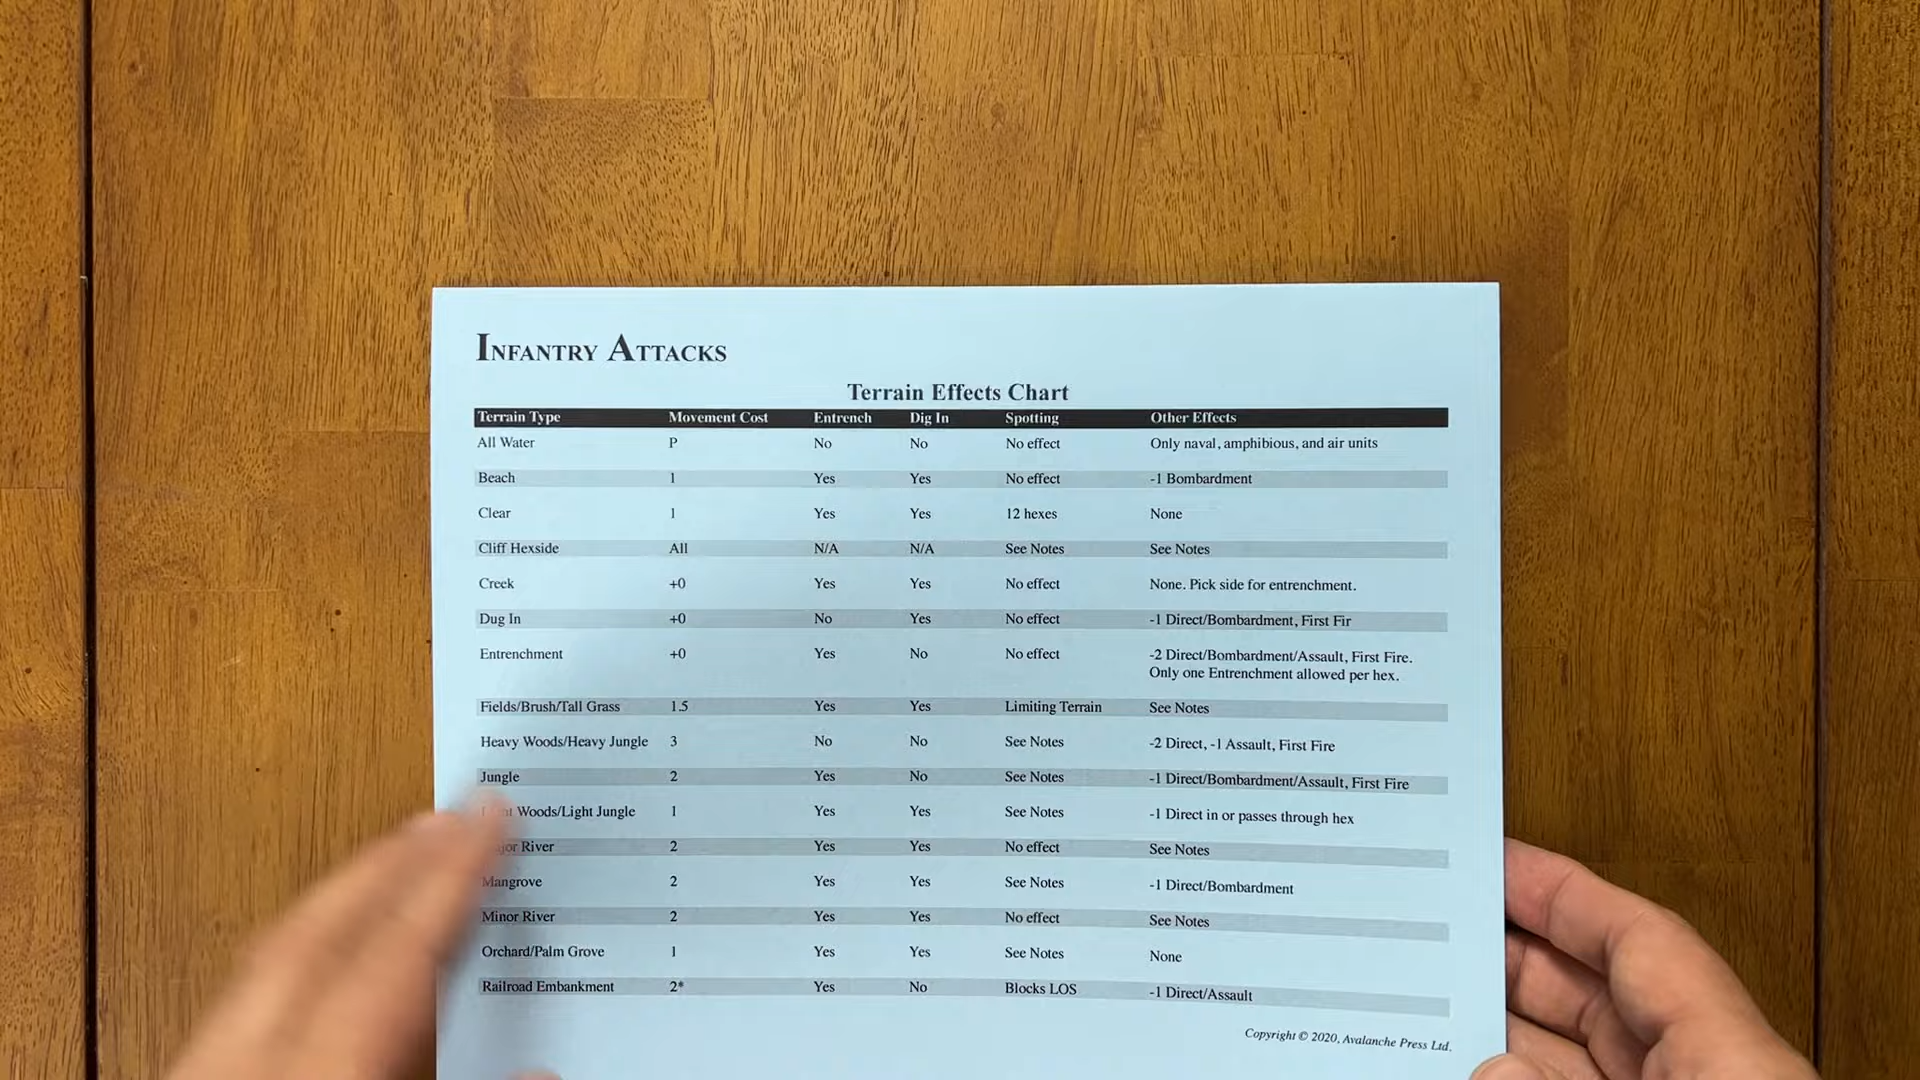 INFANTRY ATTACKS
Terrain Effects Chart
Terrain Type Movement Cost Entrench Dig In Spotting Other Effects
All Water P No No No effect Only naval, amphibious, and air units
Beach 1 Yes Yes No effect -1 Bombardment
Clear 1 Yes Yes 12 hexes None
Cliff Hexside All N/A N/A See Notes See Notes
Creek +0 Yes Yes No effect None. Pick side for entrenchment.
Dug In +0 No Yes No effect -1 Direct/Bombardment, First Fir
Entrenchment +0 Yes No No effect -2 Direct/Bombardment/Assault, First Fire.
Only one Entrenchment allowed per hex.
Fields/Brush/Tall Grass 1.5 Yes Yes Limiting Terrain See Notes
Heavy Woods/Heavy Jungle 3 No No See Notes -2 Direct, -1 Assault, First Fire
Jungle 2 Yes No See Notes -1 Direct/Bombardment/Assault, First Fire
Woods/Light Jungle 1 Yes Yes See Notes -1 Direct in or passes through hex
River 2 Yes Yes No effect See Notes
Mangrove 2 Yes Yes See Notes -1 Direct/Bombardment
Minor River 2 Yes Yes No effect See Notes
Orchard/Palm Grove 1 Yes Yes See Notes None
Railroad Embankment 2* Yes No Blocks LOS -1 Direct/Assault
Copyright © 2020, Avalanche Press Ltd.